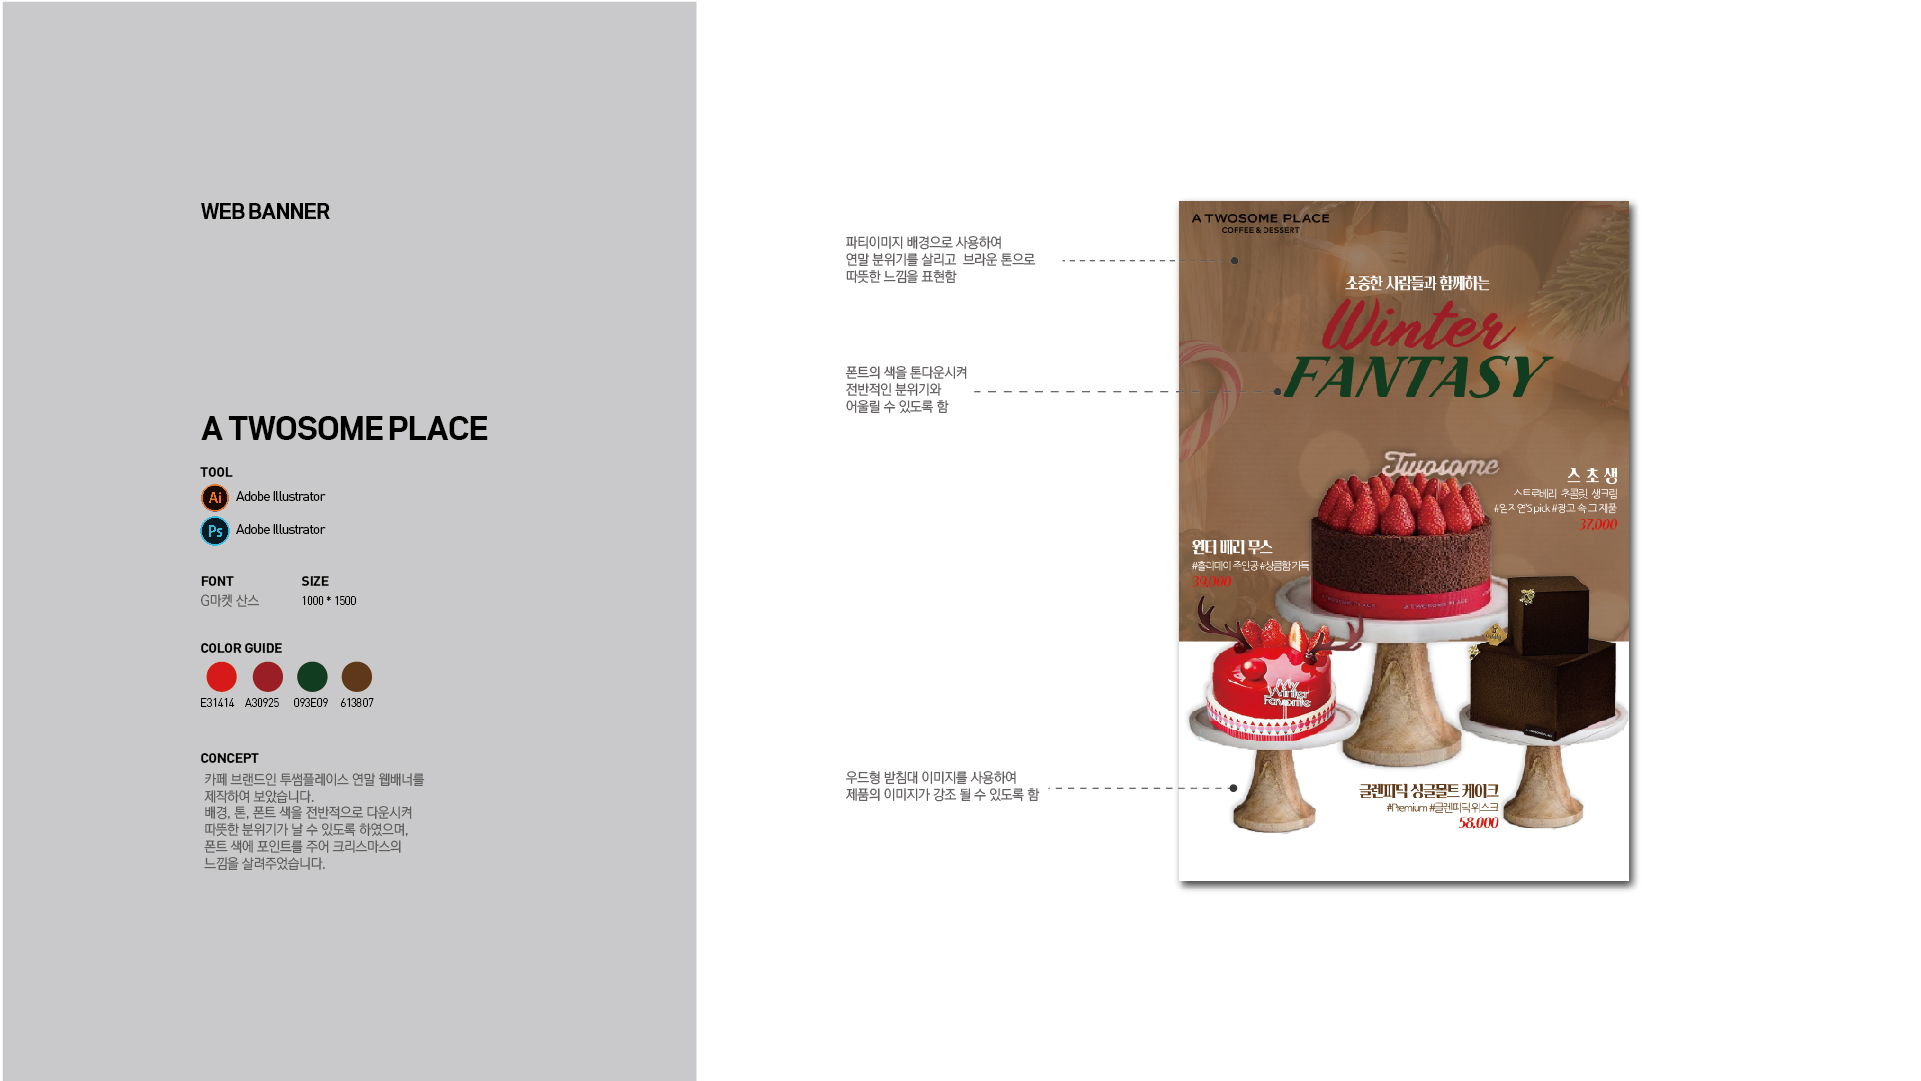 WEB BANNER
A TWOSOME PLACE
TOOL
Ai Adobe Illustrator
Ps Adobe Illustrator
FONT SIZE
G마켓 산스 1000 * 1500
COLOR GUIDE
E31414 A30925 093E09 613807
CONCEPT
카페 브랜드인 투썸플레이스 연말 웹배너를
제작하여 보았습니다.
배경, 톤, 폰트 색을 전반적으로 다운시켜
따뜻한 분위기가 날 수 있도록 하였으며,
폰트 색에 포인트를 주어 크리스마스의
느낌을 살려주었습니다.
파티이미지 배경으로 사용하여
연말 분위기를 살리고 브라운 톤으로
따뜻한 느낌을 표현함
폰트의 색을 톤다운시켜
전반적인 분위기와
어울릴 수 있도록 함
우드형 받침대 이미지를 사용하여
제품의 이미지가 강조 될 수 있도록 함
A TWOSOME PLACE
COFFEE & DESSERT
소중한 사람들과 함께하는
Winter
FANTASY
Twosome
스초생
스트로베리 초콜릿 생크림
#임지연'S pick #광고 속 그 제품
37,000
윈터 베리 무스
#홀리데이 주인공 #상큼함 가득
39,000
A TWOSOME PLACE
My
Winter
Favorite
글렌피딕 싱글몰트 케이크
#Premium #글렌피딕위스키
58,000